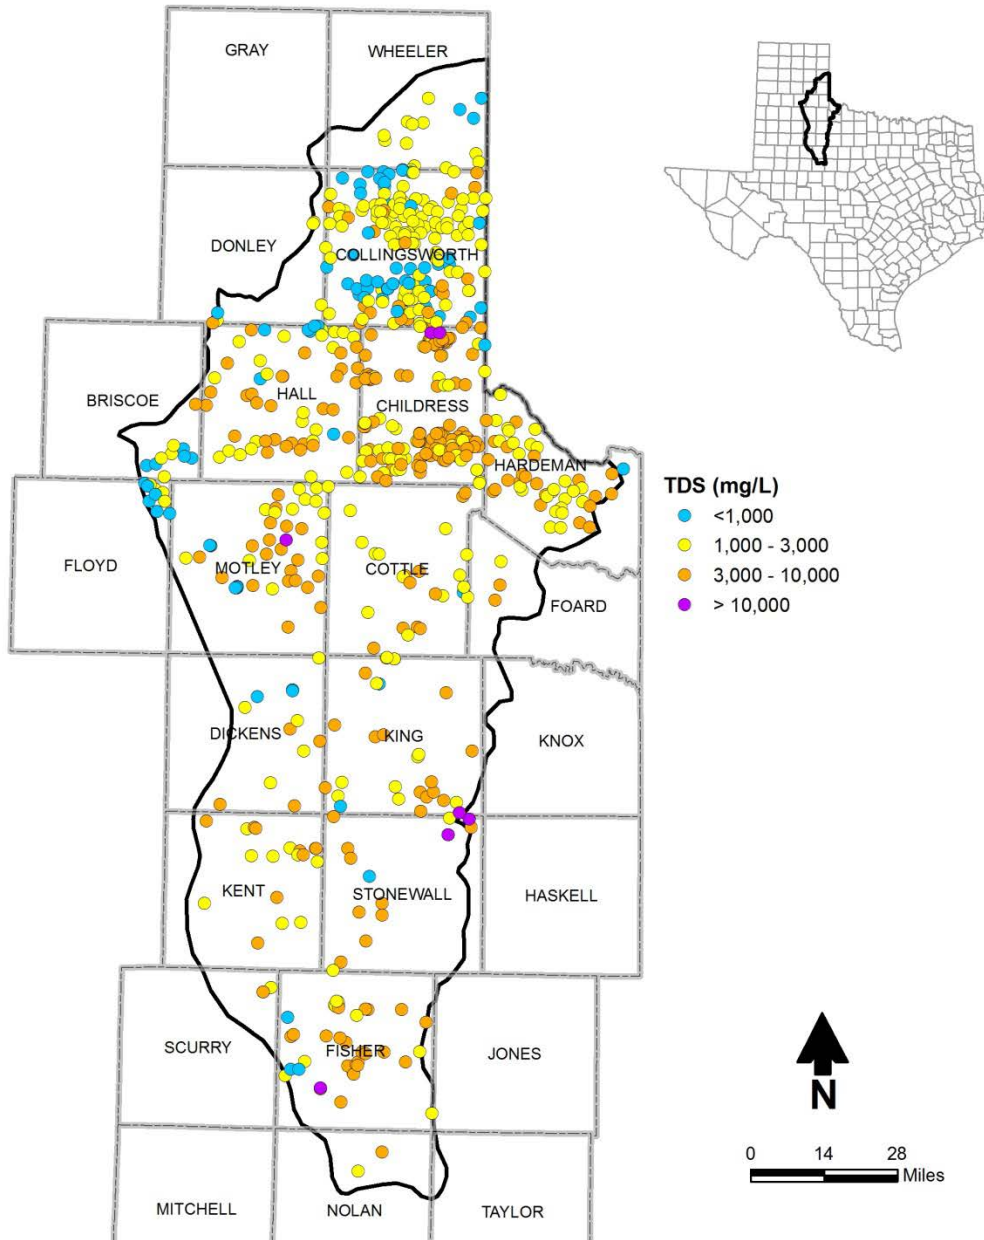 GRAY
WHEELER
DONLEY
COLLINGSWORTH
BRISCOE
HALL
CHILDRESS
HARDEMAN
TDS (mg/L)
<1,000
1,000 - 3,000
3,000 - 10,000
> 10,000
FLOYD
MOTLEY
COTTLE
FOARD
DICKENS
KING
KNOX
KENT
STONEWALL
HASKELL
SCURRY
FISHER
JONES
N
0 14 28
Miles
MITCHELL
NOLAN
TAYLOR